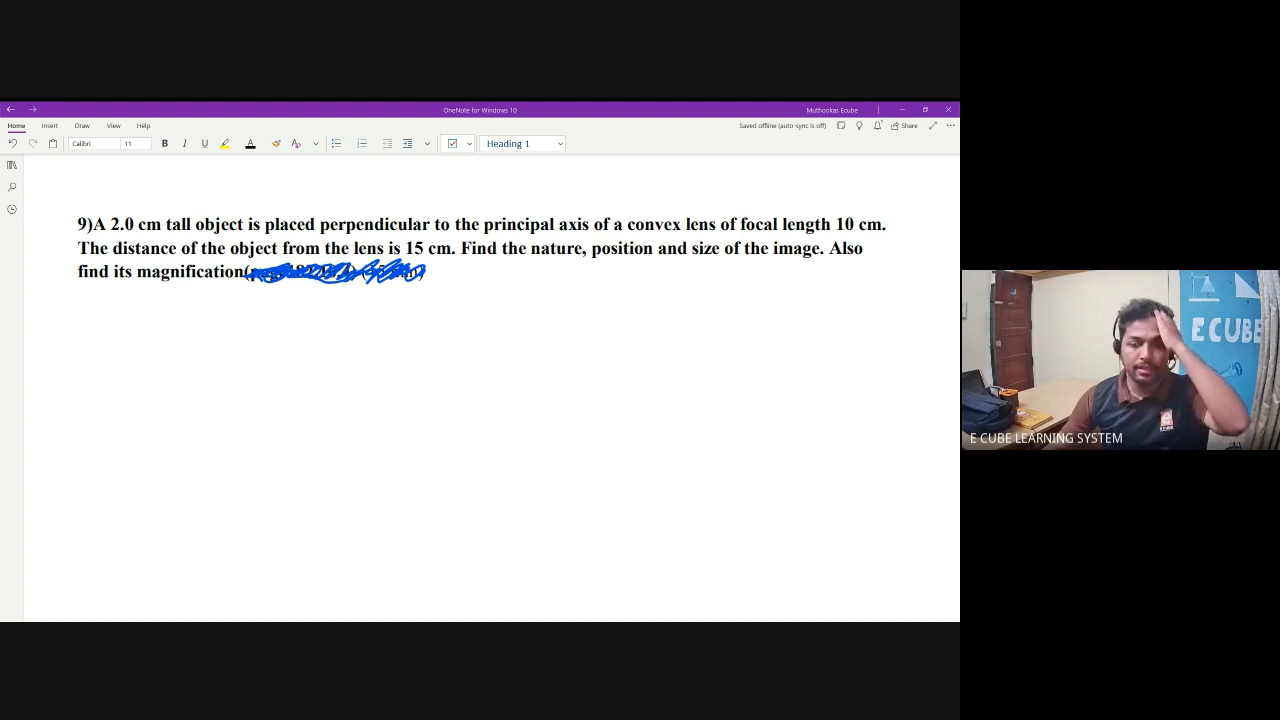 OneNote for Windows 10
Muthookas Ecube
Home Insert Draw View Help
Saved offline (auto-sync is off)
Share
Calibri 11 B I U A Heading 1
9)A 2.0 cm tall object is placed perpendicular to the principal axis of a convex lens of focal length 10 cm.
The distance of the object from the lens is 15 cm. Find the nature, position and size of the image. Also
find its magnification(
E CUBE
E CUBE LEARNING SYSTEM